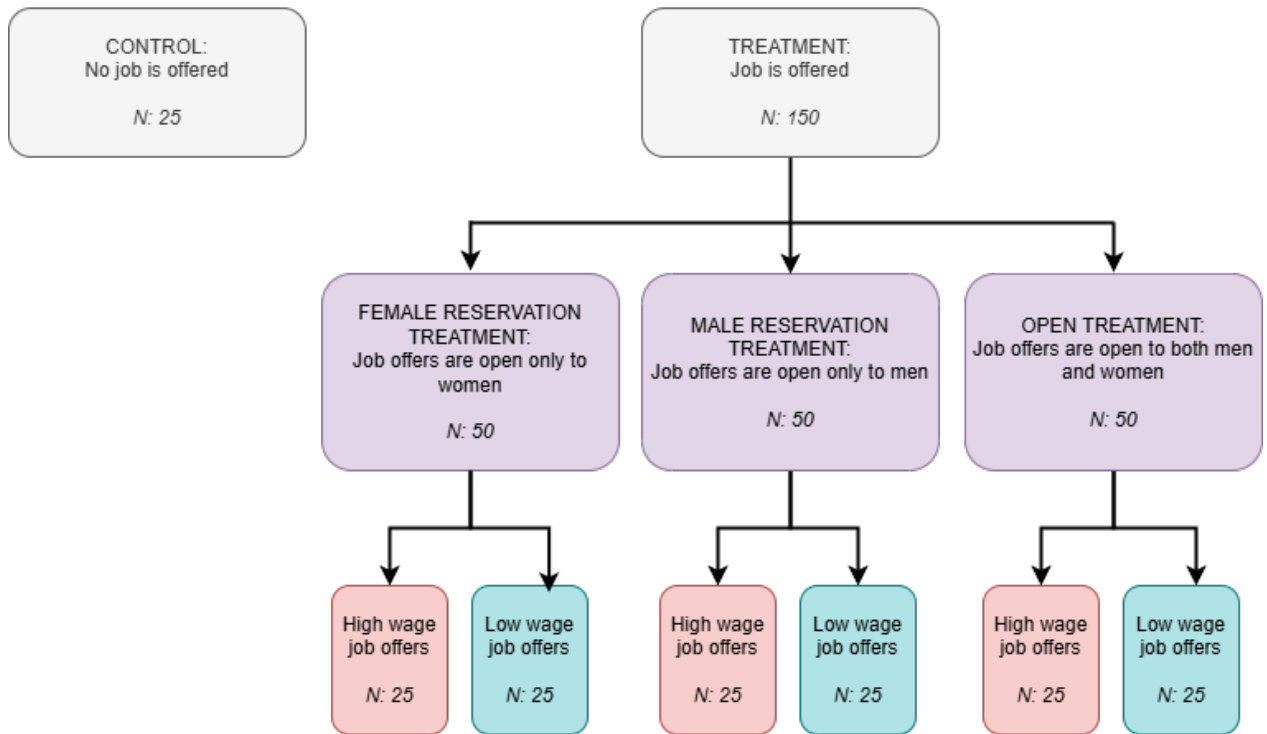 CONTROL:
No job is offered
N: 25
TREATMENT:
Job is offered
N: 150
FEMALE RESERVATION
TREATMENT:
Job offers are open only to
women
N: 50
MALE RESERVATION
TREATMENT:
Job offers are open only to men
N: 50
OPEN TREATMENT:
Job offers are open to both men
and women
N: 50
High wage
job offers
N: 25
Low wage
job offers
N: 25
High wage
job offers
N: 25
Low wage
job offers
N: 25
High wage
job offers
N: 25
Low wage
job offers
N: 25